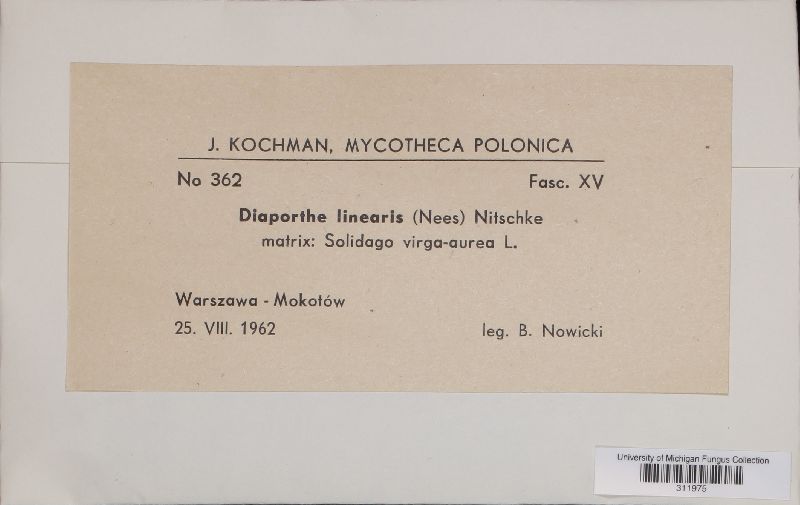 J. KOCHMAN, MYCOTHECA POLONICA
No 362 Fasc. XV
Diaporthe linearis (Nees) Nitschke
matrix: Solidago virga-aurea L.
Warszawa - Mokotów
25. VIII. 1962 leg. B. Nowicki
University of Michigan Fungus Collection
311975